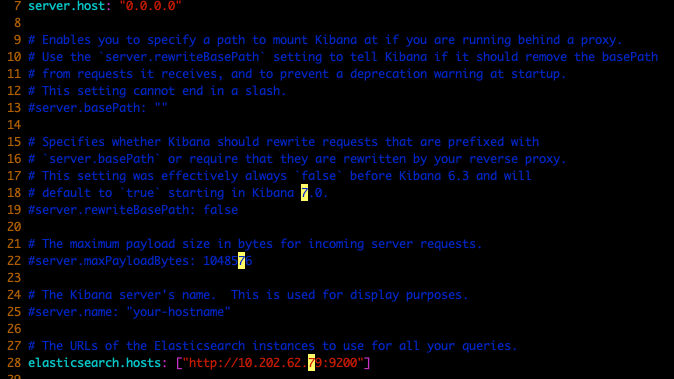 7 server.host: "0.0.0.0"
8
9 # Enables you to specify a path to mount Kibana at if you are running behind a proxy.
10 # Use the `server.rewriteBasePath` setting to tell Kibana if it should remove the basePath
11 # from requests it receives, and to prevent a deprecation warning at startup.
12 # This setting cannot end in a slash.
13 #server.basePath: ""
14
15 # Specifies whether Kibana should rewrite requests that are prefixed with
16 # `server.basePath` or require that they are rewritten by your reverse proxy.
17 # This setting was effectively always `false` before Kibana 6.3 and will
18 # default to `true` starting in Kibana 7.0.
19 #server.rewriteBasePath: false
20
21 # The maximum payload size in bytes for incoming server requests.
22 #server.maxPayloadBytes: 1048576
23
24 # The Kibana server's name.  This is used for display purposes.
25 #server.name: "your-hostname"
26
27 # The URLs of the Elasticsearch instances to use for all your queries.
28 elasticsearch.hosts: ["http://10.202.62.79:9200"]
29